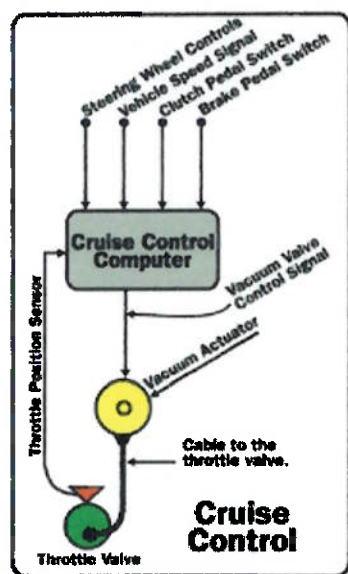 Steering Wheel Controls
Vehicle Speed Signal
Clutch Pedal Switch
Brake Pedal Switch
Cruise Control
Computer
Vacuum Valve
Control Signal
Throttle Position Sensor
Vacuum Actuator
Cable to the
throttle valve.
Throttle Valve
Cruise
Control